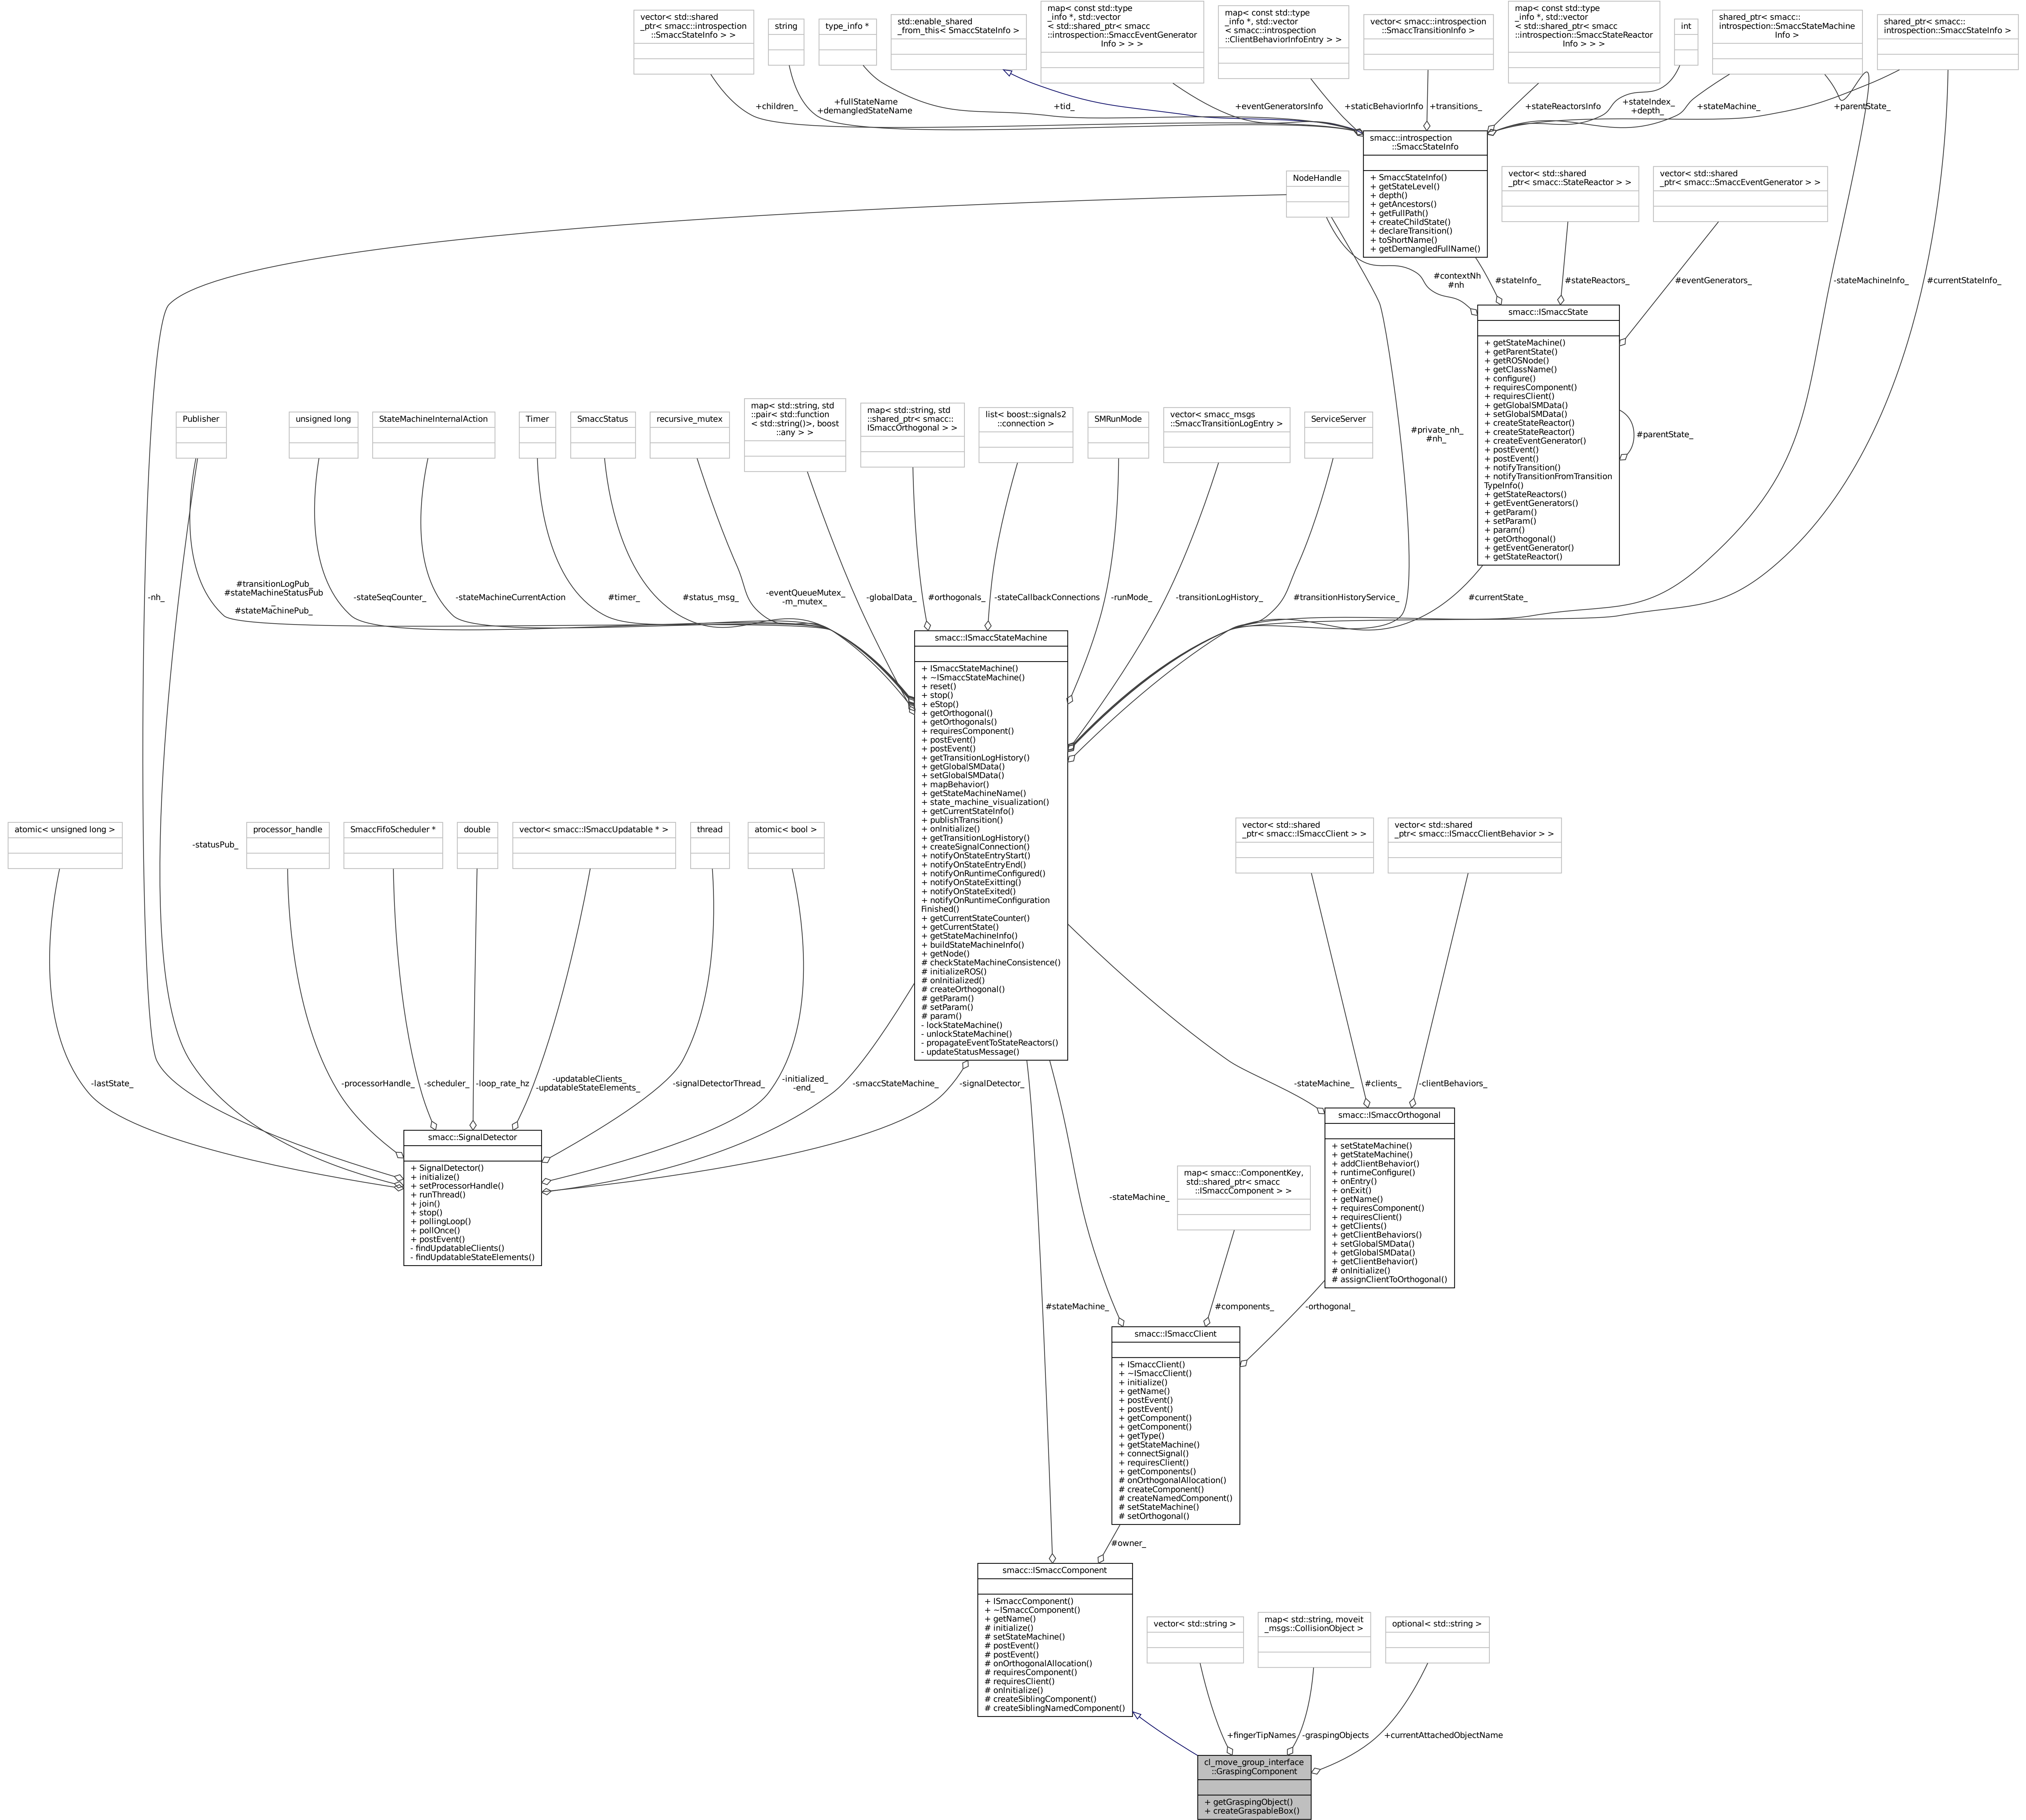 vector< std::shared
_ptr< smacc::introspection
::SmaccStateInfo > >
string
type_info *
std::enable_shared
_from_this< SmaccStateInfo >
map< const std::type
_info *, std::vector
< std::shared_ptr< smacc
::introspection::SmaccEventGenerator
Info > > >
map< const std::type
_info *, std::vector
< smacc::introspection
::ClientBehaviorInfoEntry > >
vector< smacc::introspection
::SmaccTransitionInfo >
map< const std::type
_info *, std::vector
< std::shared_ptr< smacc
::introspection::SmaccStateReactor
Info > > >
int
shared_ptr< smacc::
introspection::SmaccStateMachine
Info >
shared_ptr< smacc::
introspection::SmaccStateInfo >
+children_
+fullStateName
+demangledStateName
+tid_
+eventGeneratorsInfo
+staticBehaviorInfo
+transitions_
+stateReactorsInfo
+stateIndex_
+depth_
+stateMachine_
+parentState_
smacc::introspection
::SmaccStateInfo
+ SmaccStateInfo()
+ getStateLevel()
+ depth()
+ getAncestors()
+ getFullPath()
+ createChildState()
+ declareTransition()
+ toShortName()
+ getDemangledFullName()
NodeHandle
vector< std::shared
_ptr< smacc::StateReactor > >
vector< std::shared
_ptr< smacc::SmaccEventGenerator > >
#contextNh
#nh
#stateInfo_
#stateReactors_
#eventGenerators_
-stateMachineInfo_
#currentStateInfo_
smacc::ISmaccState
+ getStateMachine()
+ getParentState()
+ getROSNode()
+ getClassName()
+ configure()
+ requiresComponent()
+ requiresClient()
+ getGlobalSMData()
+ setGlobalSMData()
+ createStateReactor()
+ createStateReactor()
+ createEventGenerator()
+ postEvent()
+ postEvent()
+ notifyTransition()
+ notifyTransitionFromTransition
TypeInfo()
+ getStateReactors()
+ getEventGenerators()
+ getParam()
+ setParam()
+ param()
+ getOrthogonal()
+ getEventGenerator()
+ getStateReactor()
#parentState_
Publisher
unsigned long
StateMachineInternalAction
Timer
SmaccStatus
recursive_mutex
map< std::string, std
::pair< std::function
< std::string()>, boost
::any > >
map< std::string, std
::shared_ptr< smacc::
ISmaccOrthogonal > >
list< boost::signals2
::connection >
SMRunMode
vector< smacc_msgs
::SmaccTransitionLogEntry >
ServiceServer
#private_nh_
#nh_
-nh_
#transitionLogPub_
#stateMachineStatusPub
_
#stateMachinePub_
-stateSeqCounter_
-stateMachineCurrentAction
#timer_
#status_msg_
-eventQueueMutex_
-m_mutex_
-globalData_
#orthogonals_
-stateCallbackConnections
-runMode_
-transitionLogHistory_
#transitionHistoryService_
#currentState_
smacc::ISmaccStateMachine
+ ISmaccStateMachine()
+ ~ISmaccStateMachine()
+ reset()
+ stop()
+ eStop()
+ getOrthogonal()
+ getOrthogonals()
+ requiresComponent()
+ postEvent()
+ postEvent()
+ getTransitionLogHistory()
+ getGlobalSMData()
+ setGlobalSMData()
+ mapBehavior()
+ getStateMachineName()
+ state_machine_visualization()
+ getCurrentStateInfo()
+ publishTransition()
+ onInitialize()
+ getTransitionLogHistory()
+ createSignalConnection()
+ notifyOnStateEntryStart()
+ notifyOnStateEntryEnd()
+ notifyOnRuntimeConfigured()
+ notifyOnStateExitting()
+ notifyOnStateExited()
+ notifyOnRuntimeConfiguration
Finished()
+ getCurrentStateCounter()
+ getCurrentState()
+ getStateMachineInfo()
+ buildStateMachineInfo()
+ getNode()
# checkStateMachineConsistence()
# initializeROS()
# onInitialized()
# createOrthogonal()
# getParam()
# setParam()
# param()
- lockStateMachine()
- unlockStateMachine()
- propagateEventToStateReactors()
- updateStatusMessage()
atomic< unsigned long >
-statusPub_
processor_handle
SmaccFifoScheduler *
double
vector< smacc::ISmaccUpdatable * >
thread
atomic< bool >
vector< std::shared
_ptr< smacc::ISmaccClient > >
vector< std::shared
_ptr< smacc::ISmaccClientBehavior > >
-lastState_
-processorHandle_
-scheduler_
-loop_rate_hz
-updatableClients_
-updatableStateElements_
-signalDetectorThread_
-initialized_
-end_
-smaccStateMachine_
-signalDetector_
-stateMachine_
#clients_
-clientBehaviors_
smacc::SignalDetector
+ SignalDetector()
+ initialize()
+ setProcessorHandle()
+ runThread()
+ join()
+ stop()
+ pollingLoop()
+ pollOnce()
+ postEvent()
- findUpdatableClients()
- findUpdatableStateElements()
smacc::ISmaccOrthogonal
+ setStateMachine()
+ getStateMachine()
+ addClientBehavior()
+ runtimeConfigure()
+ onEntry()
+ onExit()
+ getName()
+ requiresComponent()
+ requiresClient()
+ getClients()
+ getClientBehaviors()
+ setGlobalSMData()
+ getGlobalSMData()
+ getClientBehavior()
# onInitialize()
# assignClientToOrthogonal()
map< smacc::ComponentKey,
std::shared_ptr< smacc
::ISmaccComponent > >
-stateMachine_
#stateMachine_
#components_
-orthogonal_
smacc::ISmaccClient
+ ISmaccClient()
+ ~ISmaccClient()
+ initialize()
+ getName()
+ postEvent()
+ postEvent()
+ getComponent()
+ getComponent()
+ getType()
+ getStateMachine()
+ connectSignal()
+ requiresClient()
+ getComponents()
# onOrthogonalAllocation()
# createComponent()
# createNamedComponent()
# setStateMachine()
# setOrthogonal()
#owner_
smacc::ISmaccComponent
+ ISmaccComponent()
+ ~ISmaccComponent()
+ getName()
# initialize()
# setStateMachine()
# postEvent()
# postEvent()
# onOrthogonalAllocation()
# requiresComponent()
# requiresClient()
# onInitialize()
# createSiblingComponent()
# createSiblingNamedComponent()
vector< std::string >
map< std::string, moveit
_msgs::CollisionObject >
optional< std::string >
+fingerTipNames
-graspingObjects
+currentAttachedObjectName
cl_move_group_interface
::GraspingComponent
+ getGraspingObject()
+ createGraspableBox()